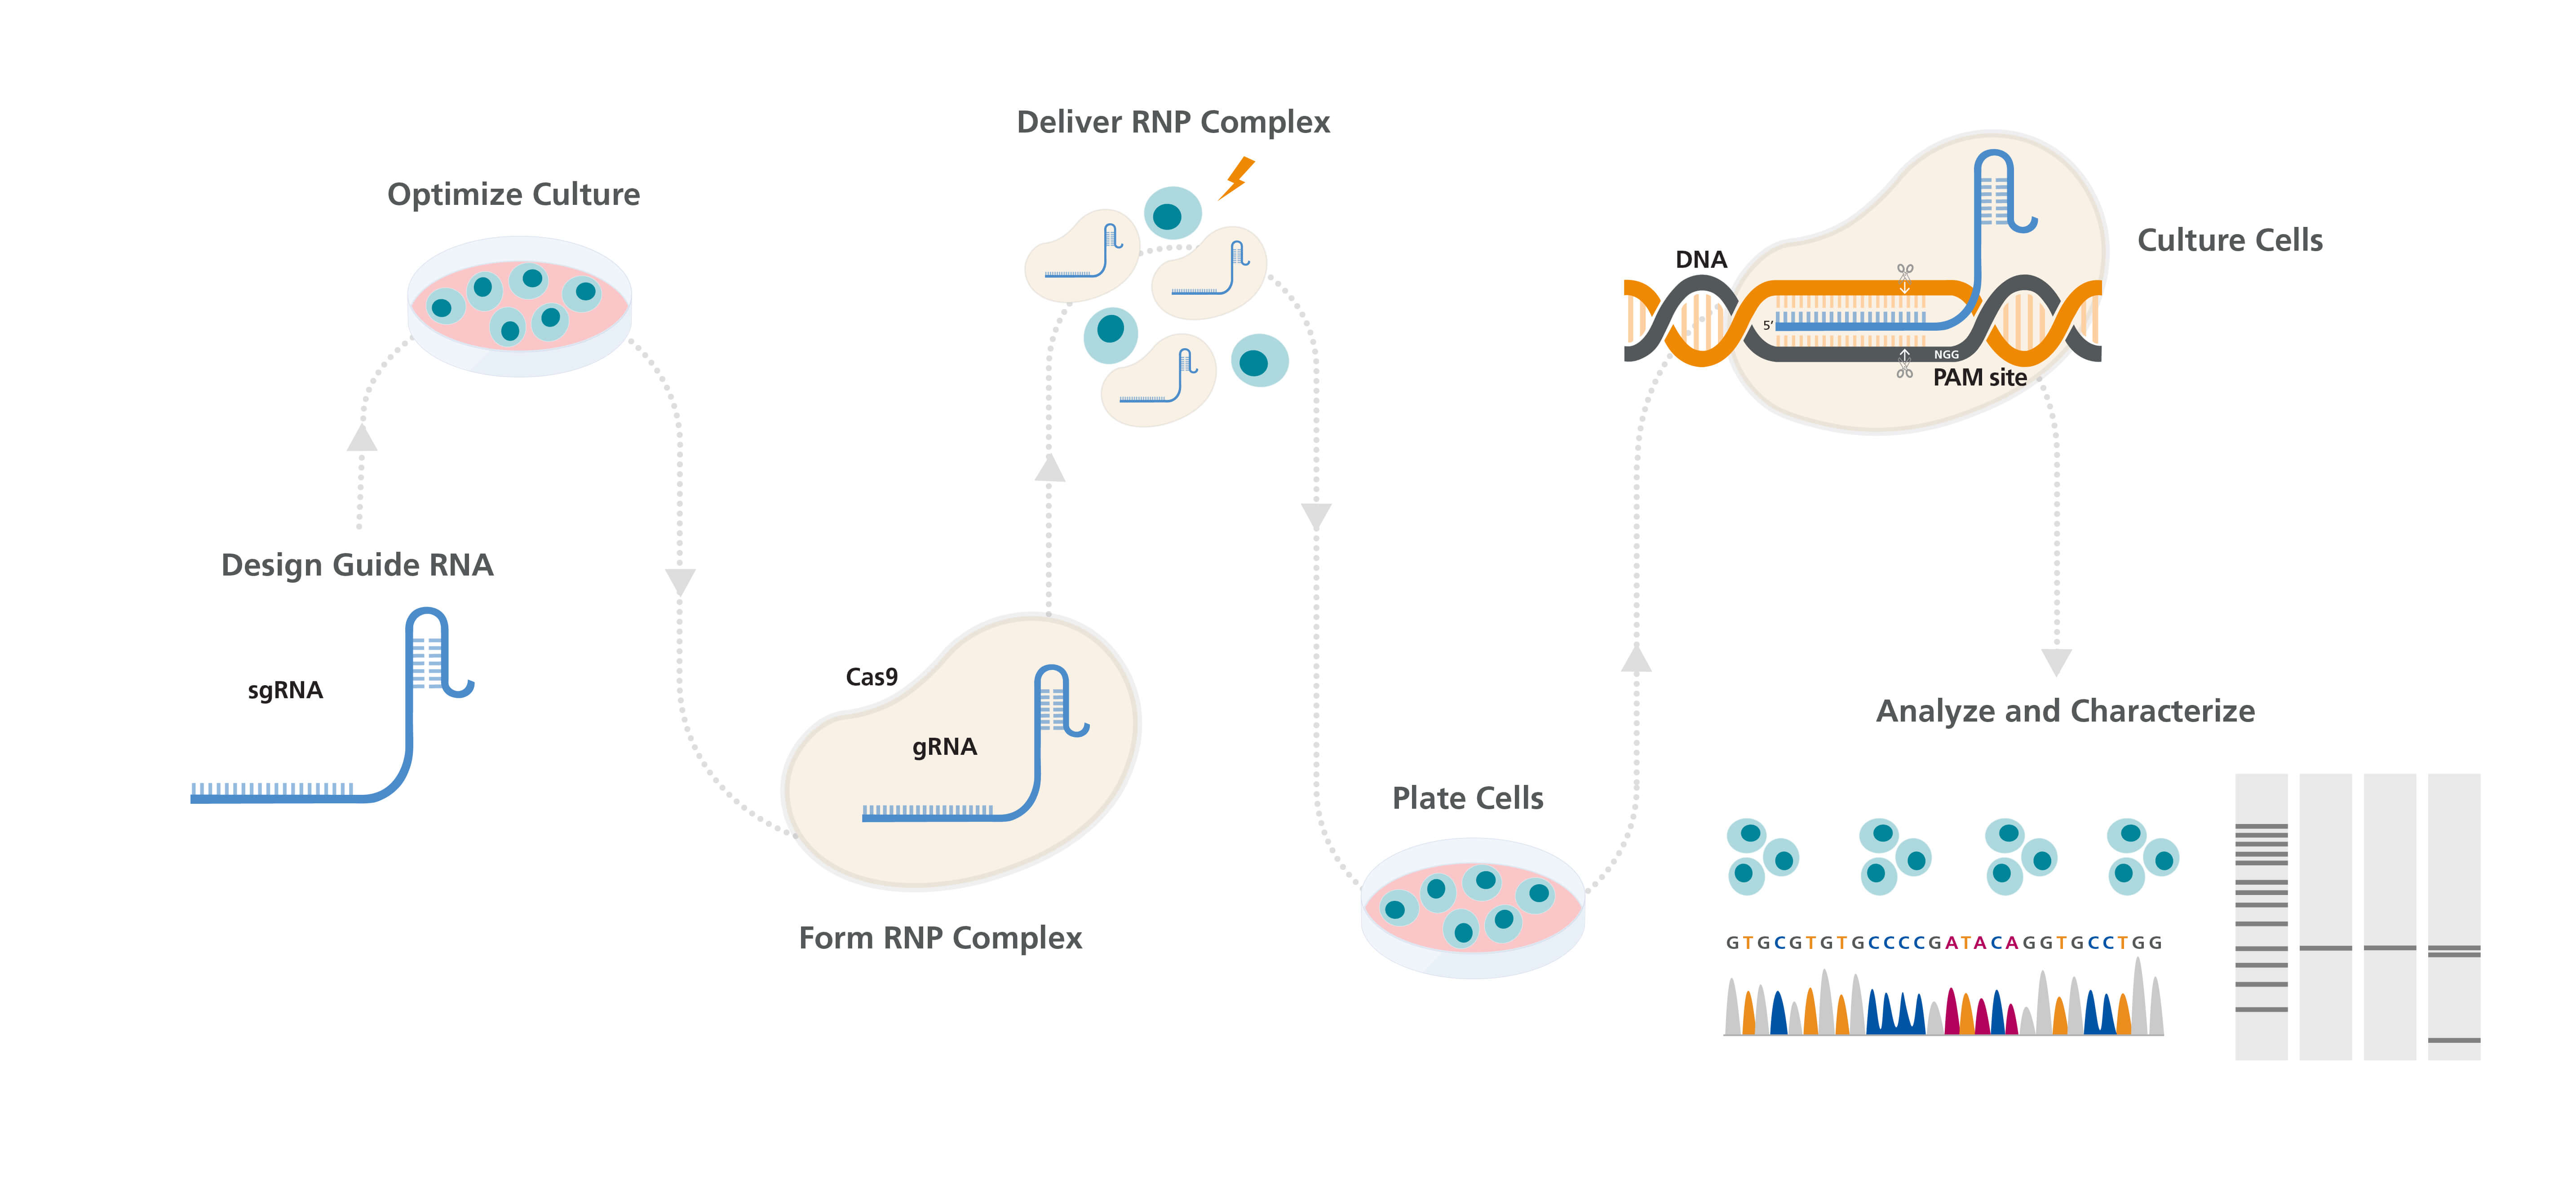 Design Guide RNA
sgRNA
Optimize Culture
Cas9
gRNA
Form RNP Complex
Deliver RNP Complex
Plate Cells
Culture Cells
DNA
5'
NGG
PAM site
Analyze and Characterize
GTGCGTGTGCCCCGATACAGGTGCCTGG